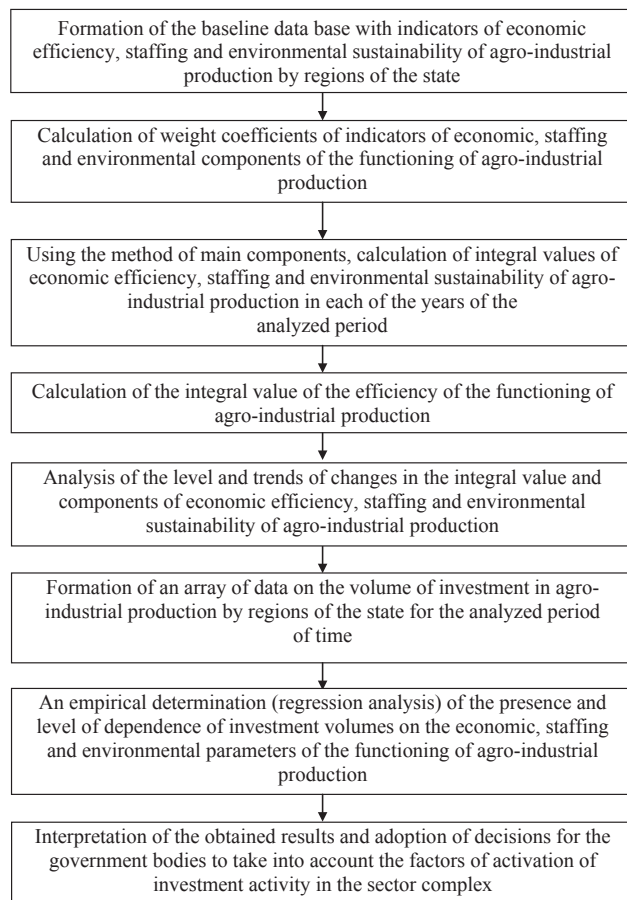 Formation of the baseline data base with indicators of economic
efficiency, staffing and environmental sustainability of agro-industrial
production by regions of the state
Calculation of weight coefficients of indicators of economic, staffing
and environmental components of the functioning of agro-industrial
production
Using the method of main components, calculation of integral values of
economic efficiency, staffing and environmental sustainability of agro-
industrial production in each of the years of the
analyzed period
Calculation of the integral value of the efficiency of the functioning of
agro-industrial production
Analysis of the level and trends of changes in the integral value and
components of economic efficiency, staffing and environmental
sustainability of agro-industrial production
Formation of an array of data on the volume of investment in agro-
industrial production by regions of the state for the analyzed period
of time
An empirical determination (regression analysis) of the presence and
level of dependence of investment volumes on the economic, staffing
and environmental parameters of the functioning of agro-industrial
production
Interpretation of the obtained results and adoption of decisions for the
government bodies to take into account the factors of activation of
investment activity in the sector complex